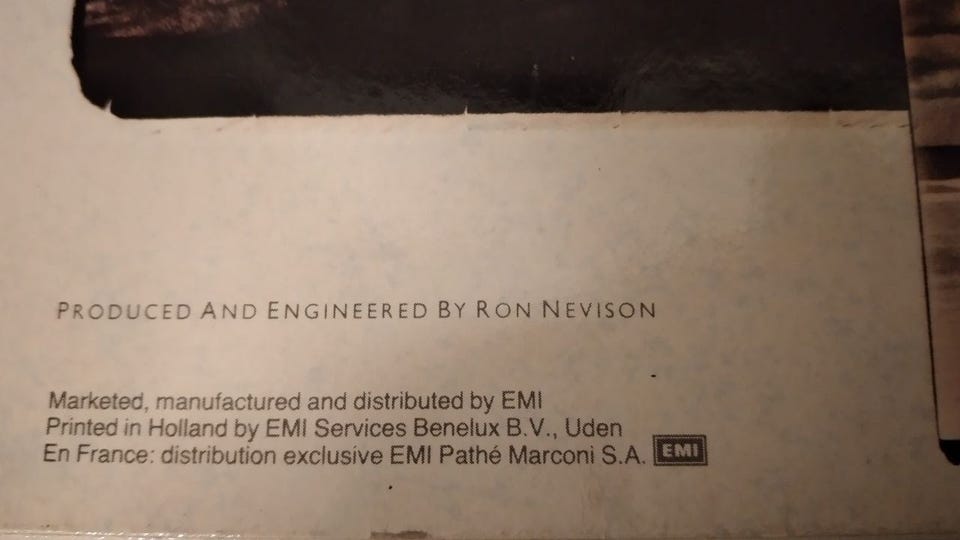 PRODUCED AND ENGINEERED BY RON NEVISON
Marketed, manufactured and distributed by EMI
Printed in Holland by EMI Services Benelux B.V., Uden
En France: distribution exclusive EMI Pathé Marconi S.A. EMI